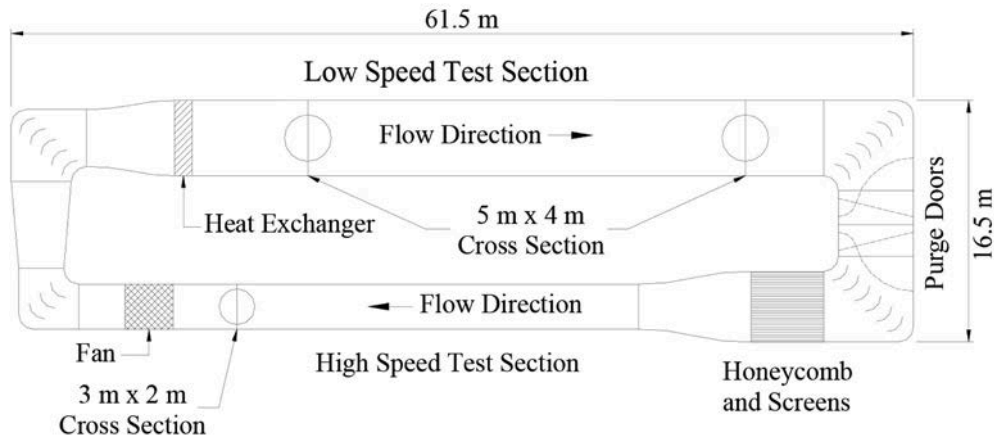 61.5 m
Low Speed Test Section
Flow Direction
Heat Exchanger
5 m x 4 m
Cross Section
Purge Doors
16.5 m
Flow Direction
Fan
High Speed Test Section
3 m x 2 m
Cross Section
Honeycomb
and Screens